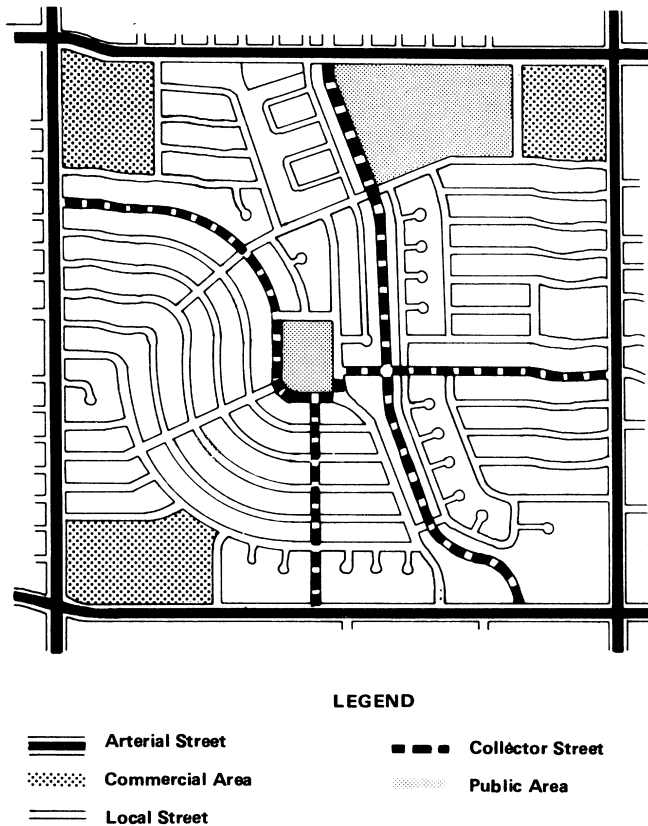 LEGEND
Arterial Street
Commercial Area
Local Street
Collector Street
Public Area